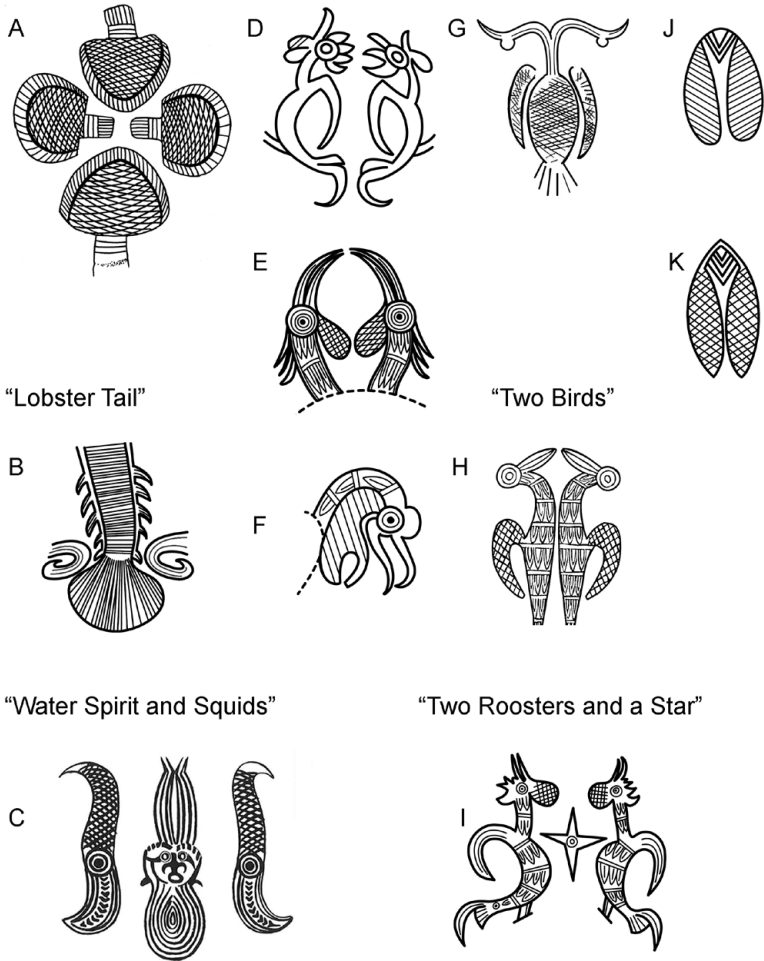 A
D
G
J
E
K
“Lobster Tail”
“Two Birds”
B
F
H
“Water Spirit and Squids”
“Two Roosters and a Star”
C
I